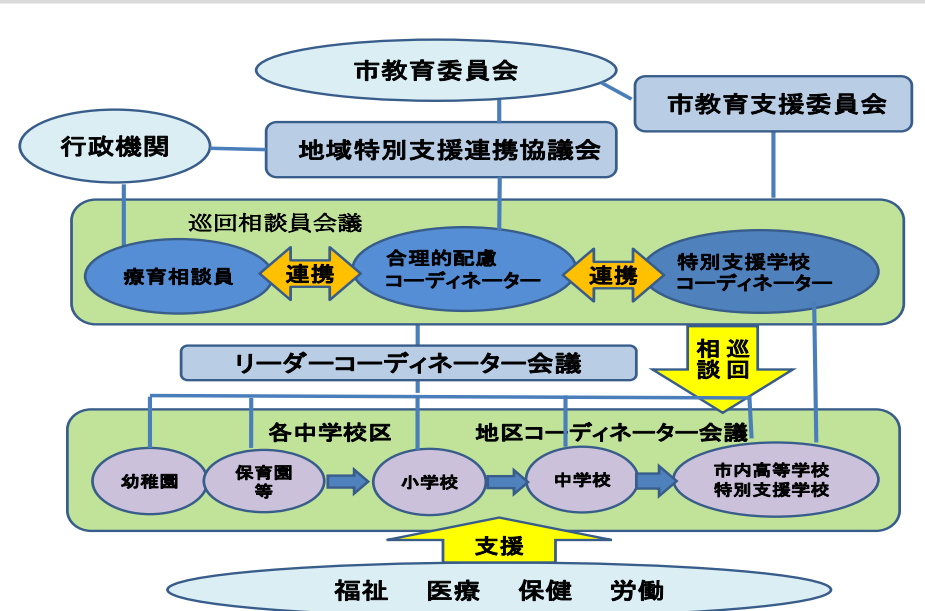 市教育委員会
市教育支援委員会
行政機関
地域特別支援連携協議会
巡回相談員会議
療育相談員
連携
合理的配慮
コーディネーター
連携
特別支援学校
コーディネーター
リーダーコーディネーター会議
巡回
相談
各中学校区
地区コーディネーター会議
幼稚園
保育園
等
小学校
中学校
市内高等学校
特別支援学校
支援
福祉 医療 保健 労働